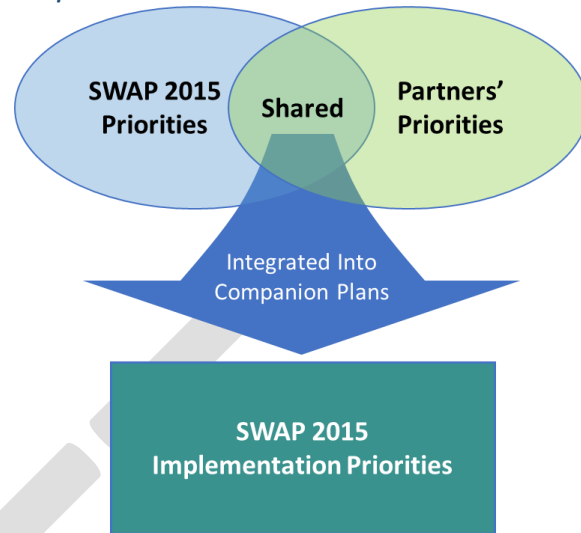 SWAP 2015
Priorities
Shared
Partners’
Priorities
Integrated Into
Companion Plans
SWAP 2015
Implementation Priorities